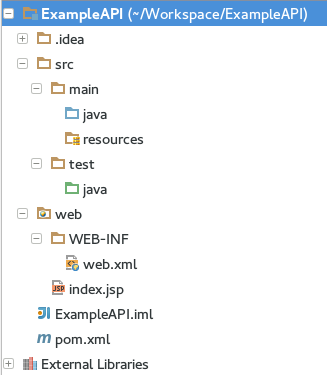 ExampleAPI (~/Workspace/ExampleAPI)
.idea
src
main
java
resources
test
java
web
WEB-INF
web.xml
JSP index.jsp
ExampleAPI.iml
m pom.xml
External Libraries